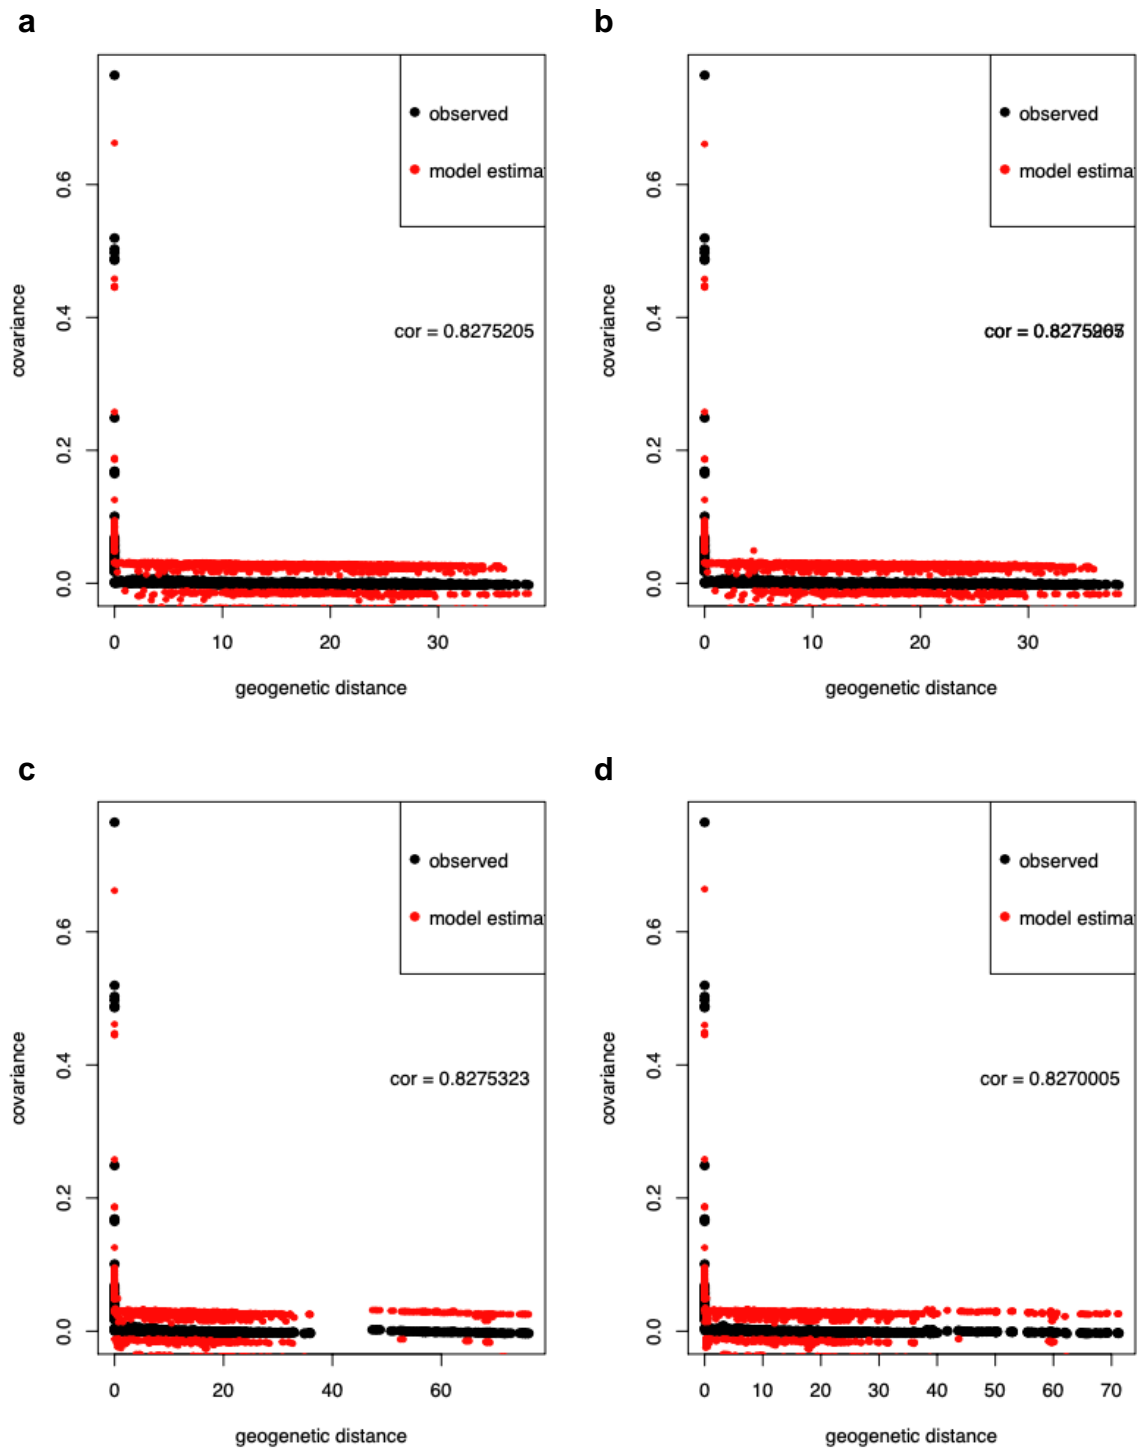 a
observed
model estima
cor = 0.8275205
covariance
0.0
0.2
0.4
0.6
0
10
20
30
geogenetic distance
b
observed
model estima
cor =
covariance
0.0
0.2
0.4
0.6
0
10
20
30
geogenetic distance
c
observed
model estima
cor = 0.8275323
covariance
0.0
0.2
0.4
0.6
0
20
40
60
geogenetic distance
d
observed
model estima
cor = 0.8270005
covariance
0.0
0.2
0.4
0.6
0
10
20
30
40
50
60
70
geogenetic distance